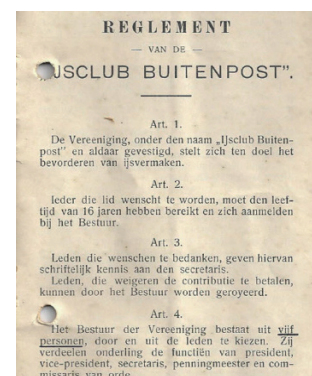 REGLEMENT
— VAN DE —
IJSCLUB BUITENPOST".
Art. 1.
De Vereeniging, onder den naam „Ijsclub Buiten-
post" en aldaar gevestigd, stelt zich ten doel het
bevorderen van ijsvermaken.
Art. 2.
Ieder die lid wenscht te worden, moet den leef-
tijd van 16 jaren hebben bereikt en zich aanmelden
bij het Bestuur.
Art. 3.
Leden die wenschen te bedanken, geven hiervan
schriftelijk kennis aan den secretaris.
Leden, die weigeren de contributie te betalen,
kunnen door het Bestuur worden geroyeerd.
Art. 4.
Het Bestuur der Vereeniging bestaat uit vijf
personen, door en uit de leden te kiezen. Zij
verdeelen onderling de functiën van president,
vice-president, secretaris, penningmeester en com-
missaris van orde.